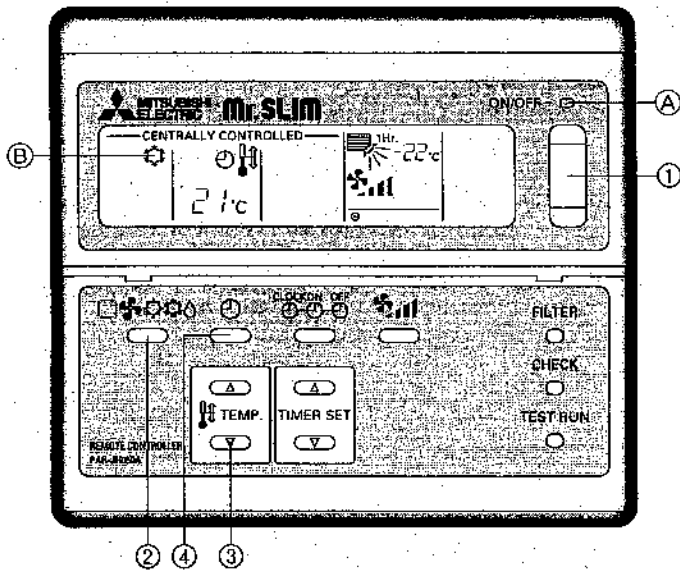 MITSUBISHI ELECTRIC Mr.SLIM
ON/OFF
A
CENTRALLY CONTROLLED
B
1Hr.
-22°c
21°c
1
CLOCK ON OFF
FILTER
CHECK
TEST RUN
TEMP.
TIMER SET
REMOTE CONTROLLER
2
4
3